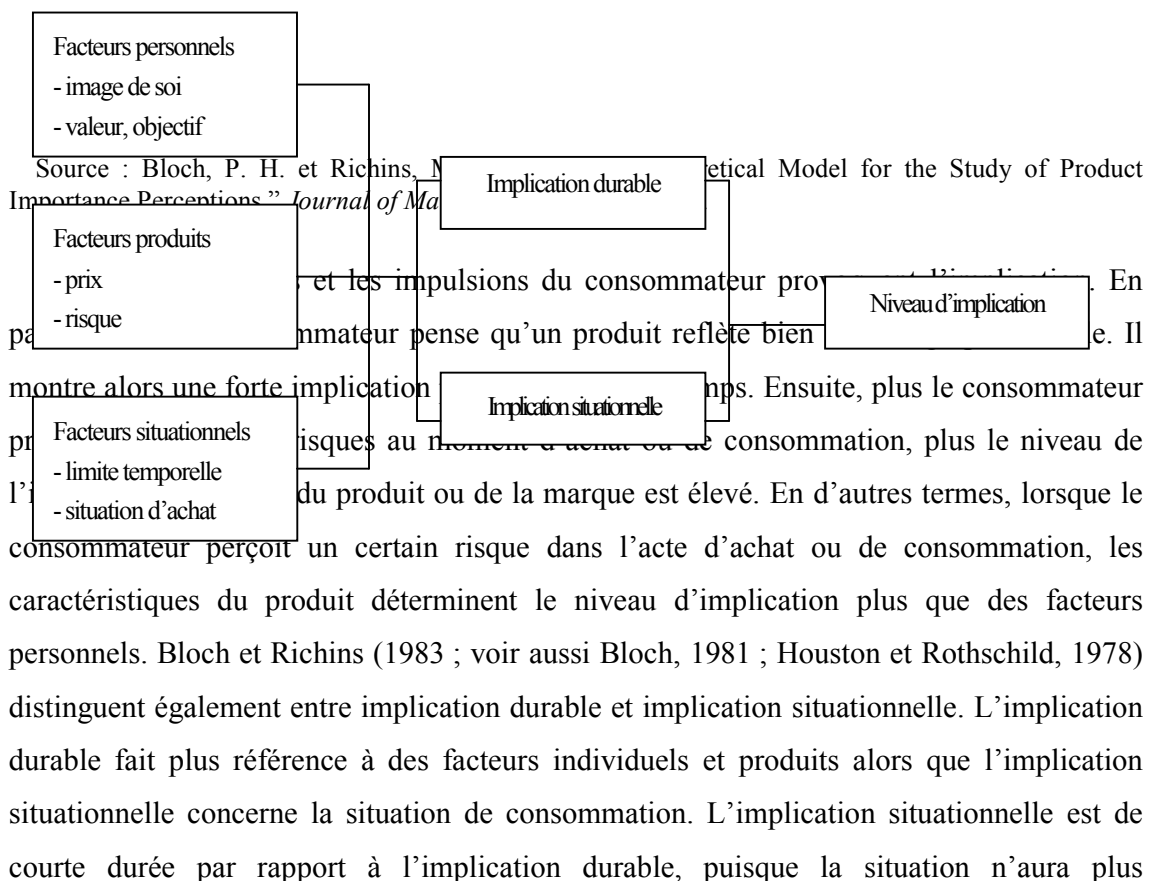 Facteurs personnels
- image de soi
- valeur, objectif
Source : Bloch, P. H. et Richins, M retical Model for the Study of Product
Importance Perceptions,” Journal of Ma
Implication durable
Facteurs produits
- prix
- risque
et les impulsions du consommateur . En
Niveau d’implication
mmateur pense qu’un produit reflète bien e. Il
montre alors une forte implication mps. Ensuite, plus le consommateur
Implication situationnelle
Facteurs situationnels
- limite temporelle
- situation d’achat
risques au moment d’achat ou de consommation, plus le niveau de
du produit ou de la marque est élevé. En d’autres termes, lorsque le
consommateur perçoit un certain risque dans l’acte d’achat ou de consommation, les
caractéristiques du produit déterminent le niveau d’implication plus que des facteurs
personnels. Bloch et Richins (1983 ; voir aussi Bloch, 1981 ; Houston et Rothschild, 1978)
distinguent également entre implication durable et implication situationnelle. L’implication
durable fait plus référence à des facteurs individuels et produits alors que l’implication
situationnelle concerne la situation de consommation. L’implication situationnelle est de
courte durée par rapport à l’implication durable, puisque la situation n’aura plus